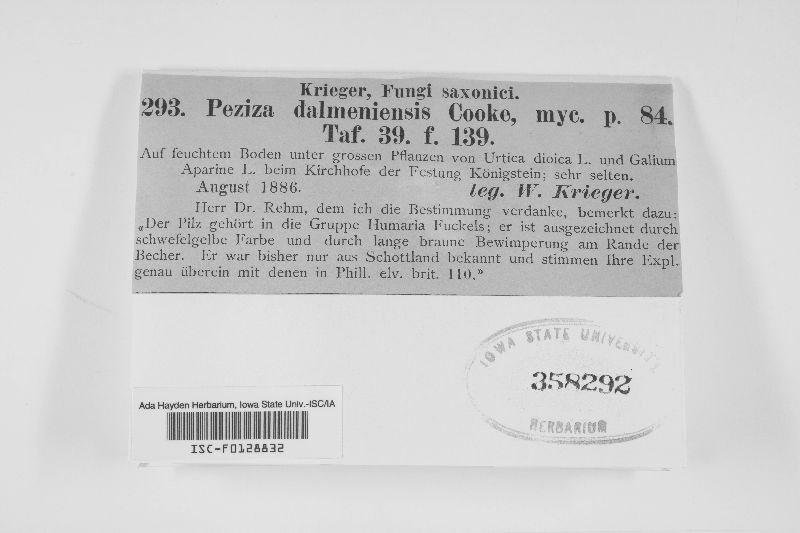 Krieger, Fungi saxonici.
293. Peziza dalmeniensis Cooke, myc. p. 84.
Taf. 39. f. 139.
Auf feuchtem Boden unter grossen Pflanzen von Urtica dioica L. und Galium
Aparine L. beim Kirchhofe der Festung Königstein; sehr selten.
August 1886. leg. W. Krieger.
Herr Dr. Rehm, dem ich die Bestimmung verdanke, bemerkt dazu:
„Der Pilz gehört in die Gruppe Humaria Fuckels; er ist ausgezeichnet durch
schwefelgelbe Farbe und durch lange braune Bewimperung am Rande der
Becher. Er war bisher nur aus Schottland bekannt und stimmen Ihre Expl.
genau überein mit denen in Phill. elv. brit. 110.”
IOWA STATE UNIVERSITY
358292
HERBARIUM
Ada Hayden Herbarium, Iowa State Univ.-ISC/IA
ISC-F0128832